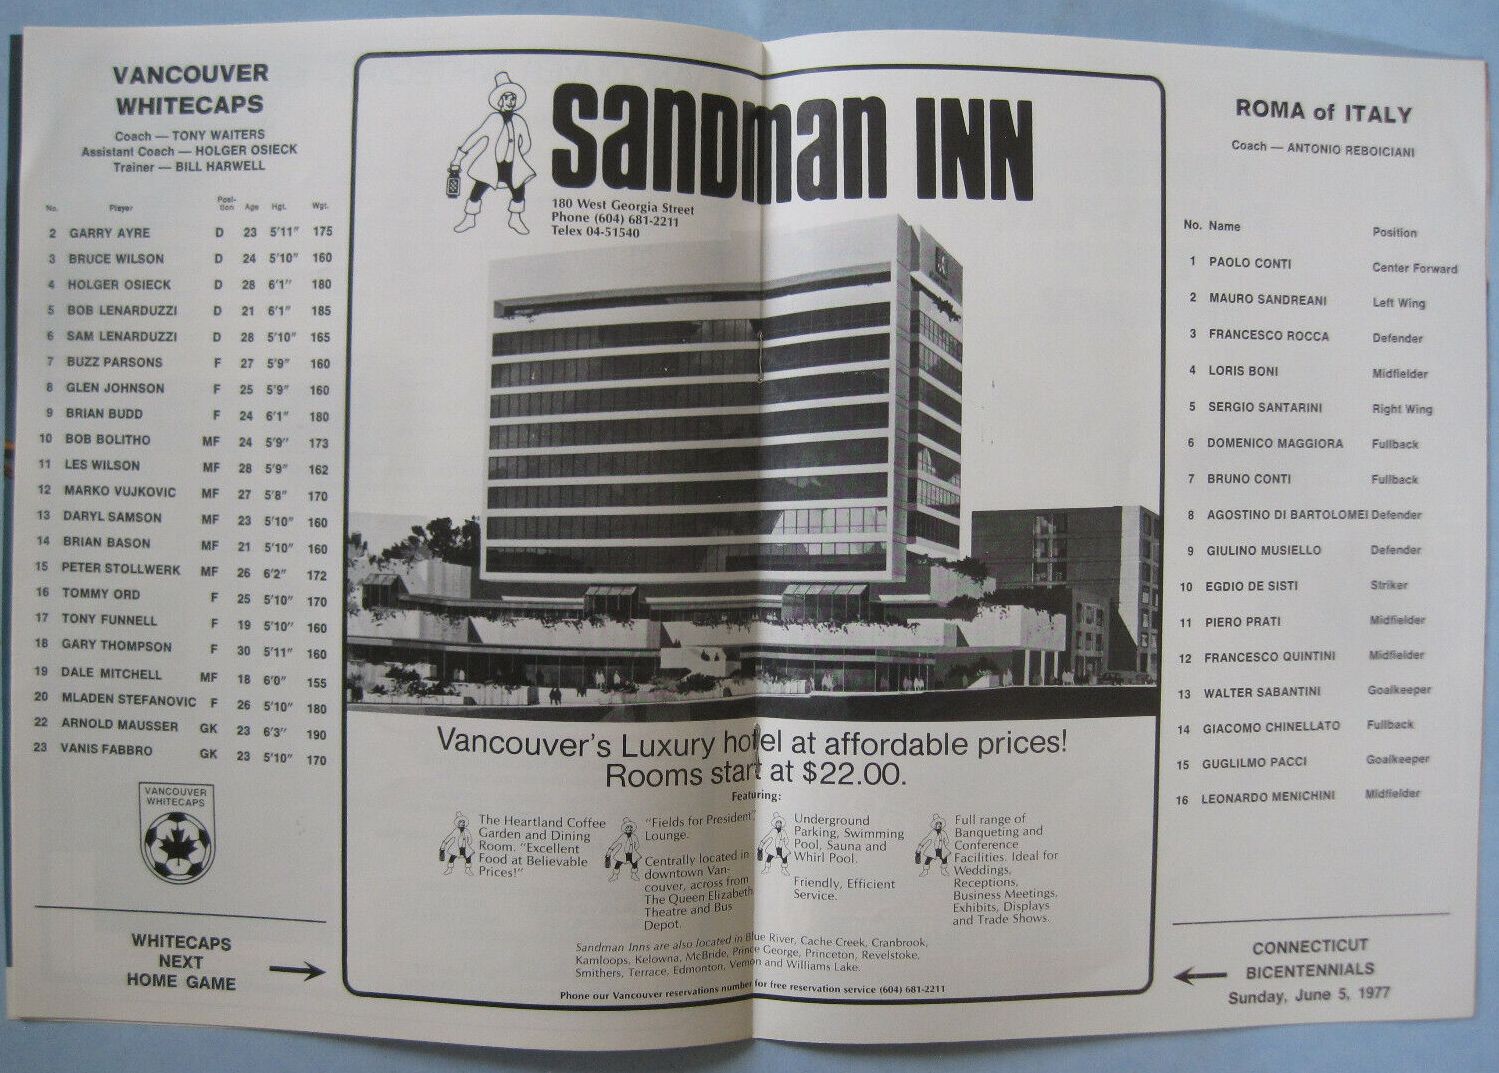 VANCOUVER
WHITECAPS
Coach — TONY WAITERS
Assistant Coach — HOLGER OSIECK
Trainer — BILL HARWELL
No. Player Posi-tion Age Hgt. Wgt.
2 GARRY AYRE D 23 5'11" 175
3 BRUCE WILSON D 24 5'10" 160
4 HOLGER OSIECK D 28 6'1" 180
5 BOB LENARDUZZI D 21 6'1" 185
6 SAM LENARDUZZI D 28 5'10" 165
7 BUZZ PARSONS F 27 5'9" 160
8 GLEN JOHNSON F 25 5'9" 160
9 BRIAN BUDD F 24 6'1" 180
10 BOB BOLITHO MF 24 5'9" 173
11 LES WILSON MF 28 5'9" 162
12 MARKO VUJKOVIC MF 27 5'8" 170
13 DARYL SAMSON MF 23 5'10" 160
14 BRIAN BASON MF 21 5'10" 160
15 PETER STOLLWERK MF 26 6'2" 172
16 TOMMY ORD F 25 5'10" 170
17 TONY FUNNELL F 19 5'10" 160
18 GARY THOMPSON F 30 5'11" 160
19 DALE MITCHELL MF 18 6'0" 155
20 MLADEN STEFANOVIC F 26 5'10" 180
22 ARNOLD MAUSSER GK 23 6'3" 190
23 VANIS FABBRO GK 23 5'10" 170
VANCOUVER
WHITECAPS
WHITECAPS
NEXT
HOME GAME
SANDMAN INN
180 West Georgia Street
Phone (604) 681-2211
Telex 04-51540
Vancouver's Luxury hotel at affordable prices!
Rooms start at $22.00.
Featuring:
The Heartland Coffee
Garden and Dining
Room. "Excellent
Food at Believable
Prices!"
"Fields for President"
Lounge.
Centrally located in
downtown Van-
couver, across from
The Queen Elizabeth
Theatre and Bus
Depot.
Underground
Parking, Swimming
Pool, Sauna and
Whirl Pool.
Friendly, Efficient
Service.
Full range of
Banqueting and
Conference
Facilities. Ideal for
Weddings,
Receptions,
Business Meetings,
Exhibits, Displays
and Trade Shows.
Sandman Inns are also located in Blue River, Cache Creek, Cranbrook,
Kamloops, Kelowna, McBride, Prince George, Princeton, Revelstoke,
Smithers, Terrace, Edmonton, Vernon and Williams Lake.
Phone our Vancouver reservations number for free reservation service (604) 681-2211
ROMA of ITALY
Coach — ANTONIO REBOICIANI
No. Name Position
1 PAOLO CONTI Center Forward
2 MAURO SANDREANI Left Wing
3 FRANCESCO ROCCA Defender
4 LORIS BONI Midfielder
5 SERGIO SANTARINI Right Wing
6 DOMENICO MAGGIORA Fullback
7 BRUNO CONTI Fullback
8 AGOSTINO DI BARTOLOMEI Defender
9 GIULINO MUSIELLO Defender
10 EGDIO DE SISTI Striker
11 PIERO PRATI Midfielder
12 FRANCESCO QUINTINI Midfielder
13 WALTER SABANTINI Goalkeeper
14 GIACOMO CHINELLATO Fullback
15 GUGLILMO PACCI Goalkeeper
16 LEONARDO MENICHINI Midfielder
CONNECTICUT
BICENTENNIALS
Sunday, June 5, 1977